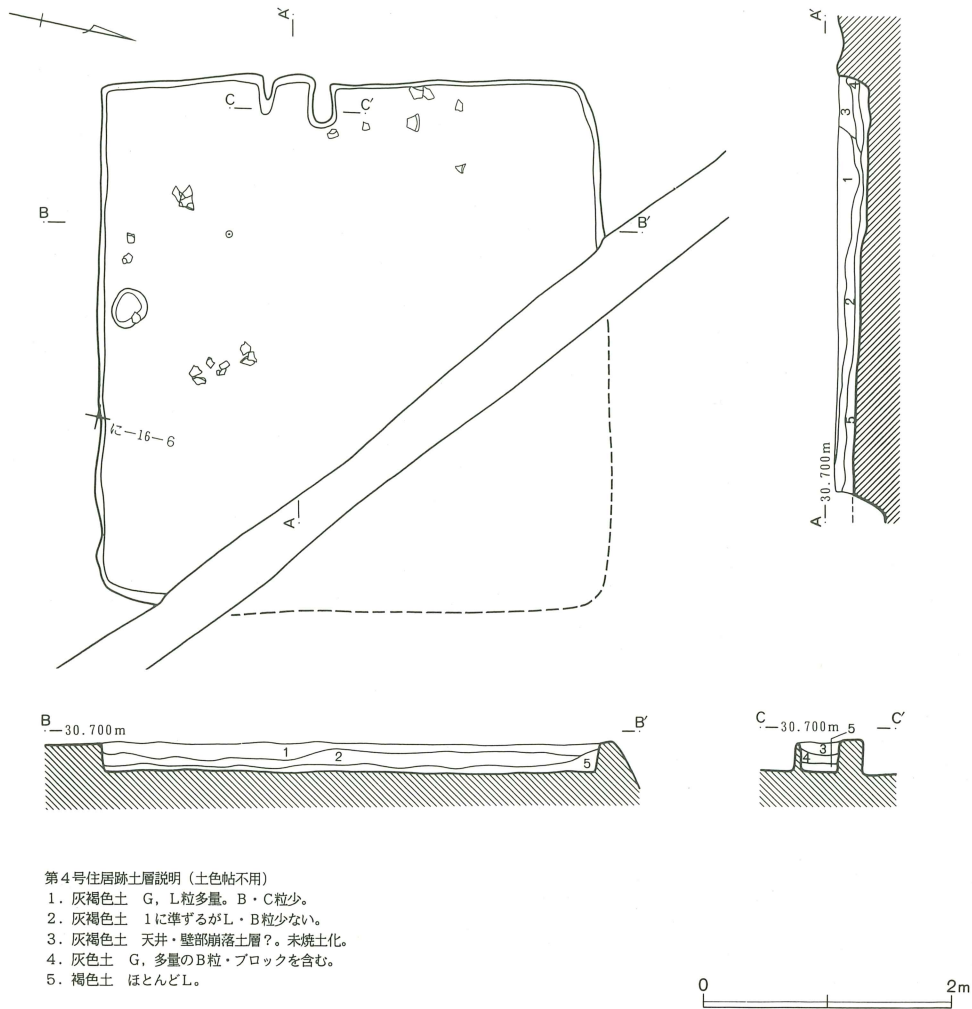 A′
A′
C
C′
4
3
B
B′
1
2
に―16―6
5
30.700m
A
A
B
30.700m
B′
C
30.700m
5
C′
1
2
3
4
5
第4号住居跡土層説明（土色帖不用）
1．灰褐色土　G，L粒多量。B・C粒少。
2．灰褐色土　1に準ずるがL・B粒少ない。
3．灰褐色土　天井・壁部崩落土層？。未焼土化。
4．灰色土　G，多量のB粒・ブロックを含む。
5．褐色土　ほとんどL。
0
2m